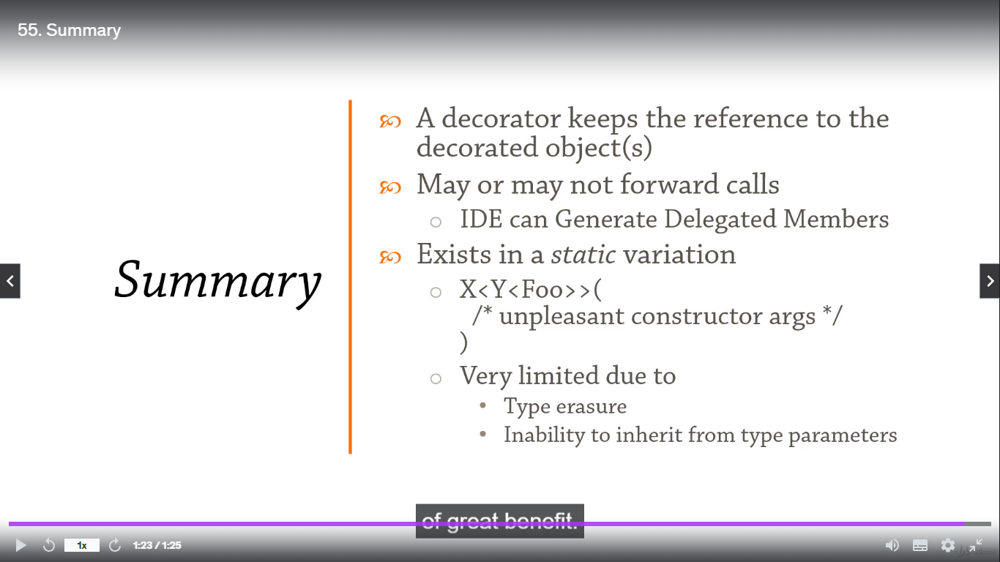 55. Summary
Summary
A decorator keeps the reference to the
decorated object(s)
May or may not forward calls
IDE can Generate Delegated Members
Exists in a static variation
X<Y<Foo>>(
/* unpleasant constructor args */
)
Very limited due to
Type erasure
Inability to inherit from type parameters
of great benefit.
1x
1:23 / 1:25